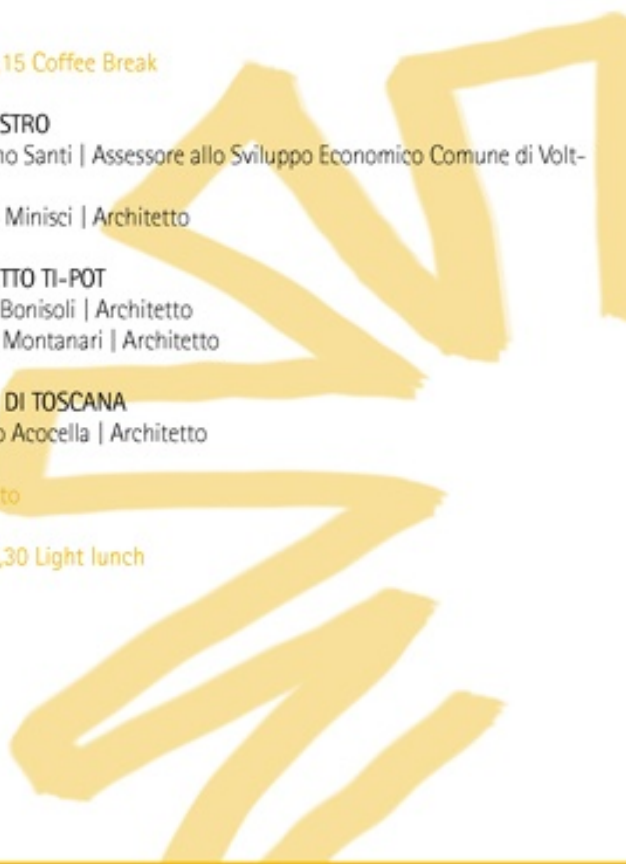 .15 Coffee Break
STRO
no Santi | Assessore allo Sviluppo Economico Comune di Volt-
Minisci | Architetto
TTO TI-POT
Bonisoli | Architetto
Montanari | Architetto
DI TOSCANA
o Acocella | Architetto
to
,30 Light lunch